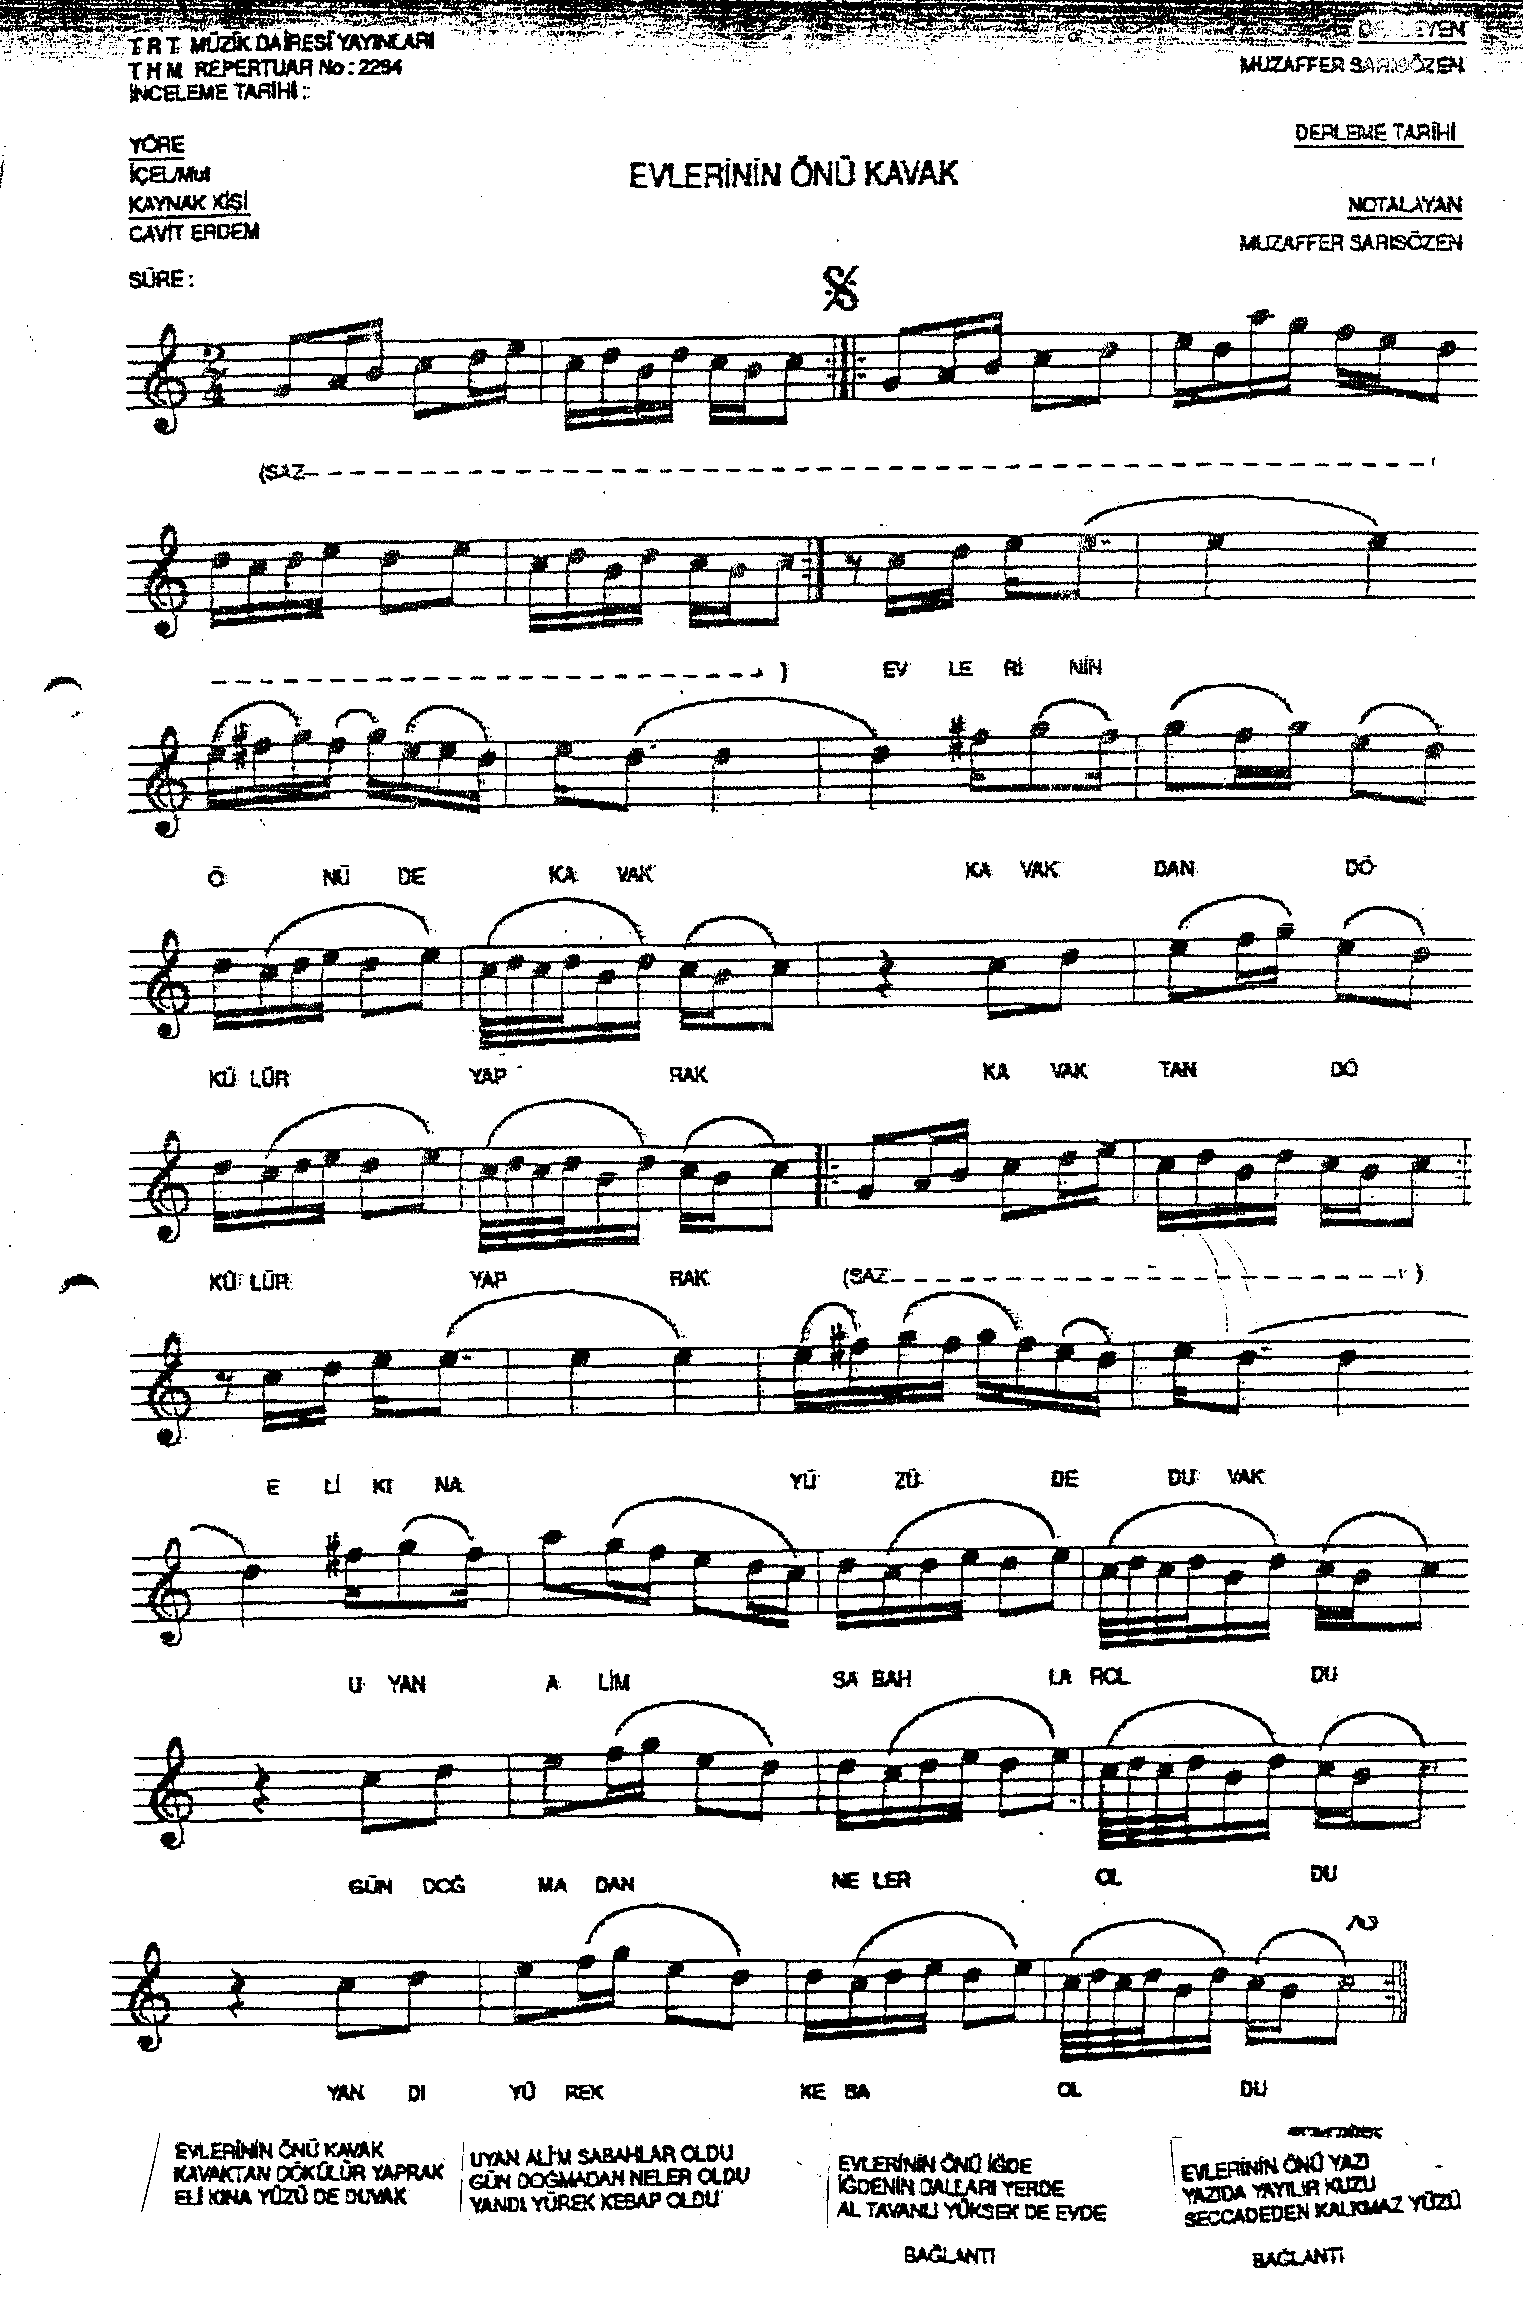 T R T MÜZİK DAİRESİ YAYINLARI
T H M REPERTUAR No : 2284
İNCELEME TARİHİ :
DERLEYEN
MUZAFFER SARISÖZEN
DERLEME TARİHİ
YÖRE
İÇEL/Mut
KAYNAK KİŞİ
CAVİT ERDEM
SÜRE :
EVLERİNİN ÖNÜ KAVAK
NOTALAYAN
MUZAFFER SARISÖZEN
2/4
(SAZ
) EV LE Rİ NİN
Ö NÜ DE KA VAK KA VAK DAN DÖ
KÜ LÜR YAP RAK KA VAK TAN DÖ
KÜ LÜR YAP RAK (SAZ )
E Lİ KI NA YÜ ZÜ DE DU VAK
U YAN A LİM SA BAH LA ROL DU
GÜN DOĞ MA DAN NE LER OL DU
YAN DI YÜ REK KE BA OL DU
EVLERİNİN ÖNÜ KAVAK
KAVAKTAN DÖKÜLÜR YAPRAK
ELİ KINA YÜZÜ DE DUVAK
UYAN ALİ'M SABAHLAR OLDU
GÜN DOĞMADAN NELER OLDU
YANDI YÜREK KEBAP OLDU
EVLERİNİN ÖNÜ İĞDE
İĞDENİN DALLARI YERDE
AL TAVANLI YÜKSEK DE EVDE
BAĞLANTI
EVLERİNİN ÖNÜ YAZI
YAZIDA YAYILIR KUZU
SECCADEDEN KALKMAZ YÜZÜ
BAĞLANTI